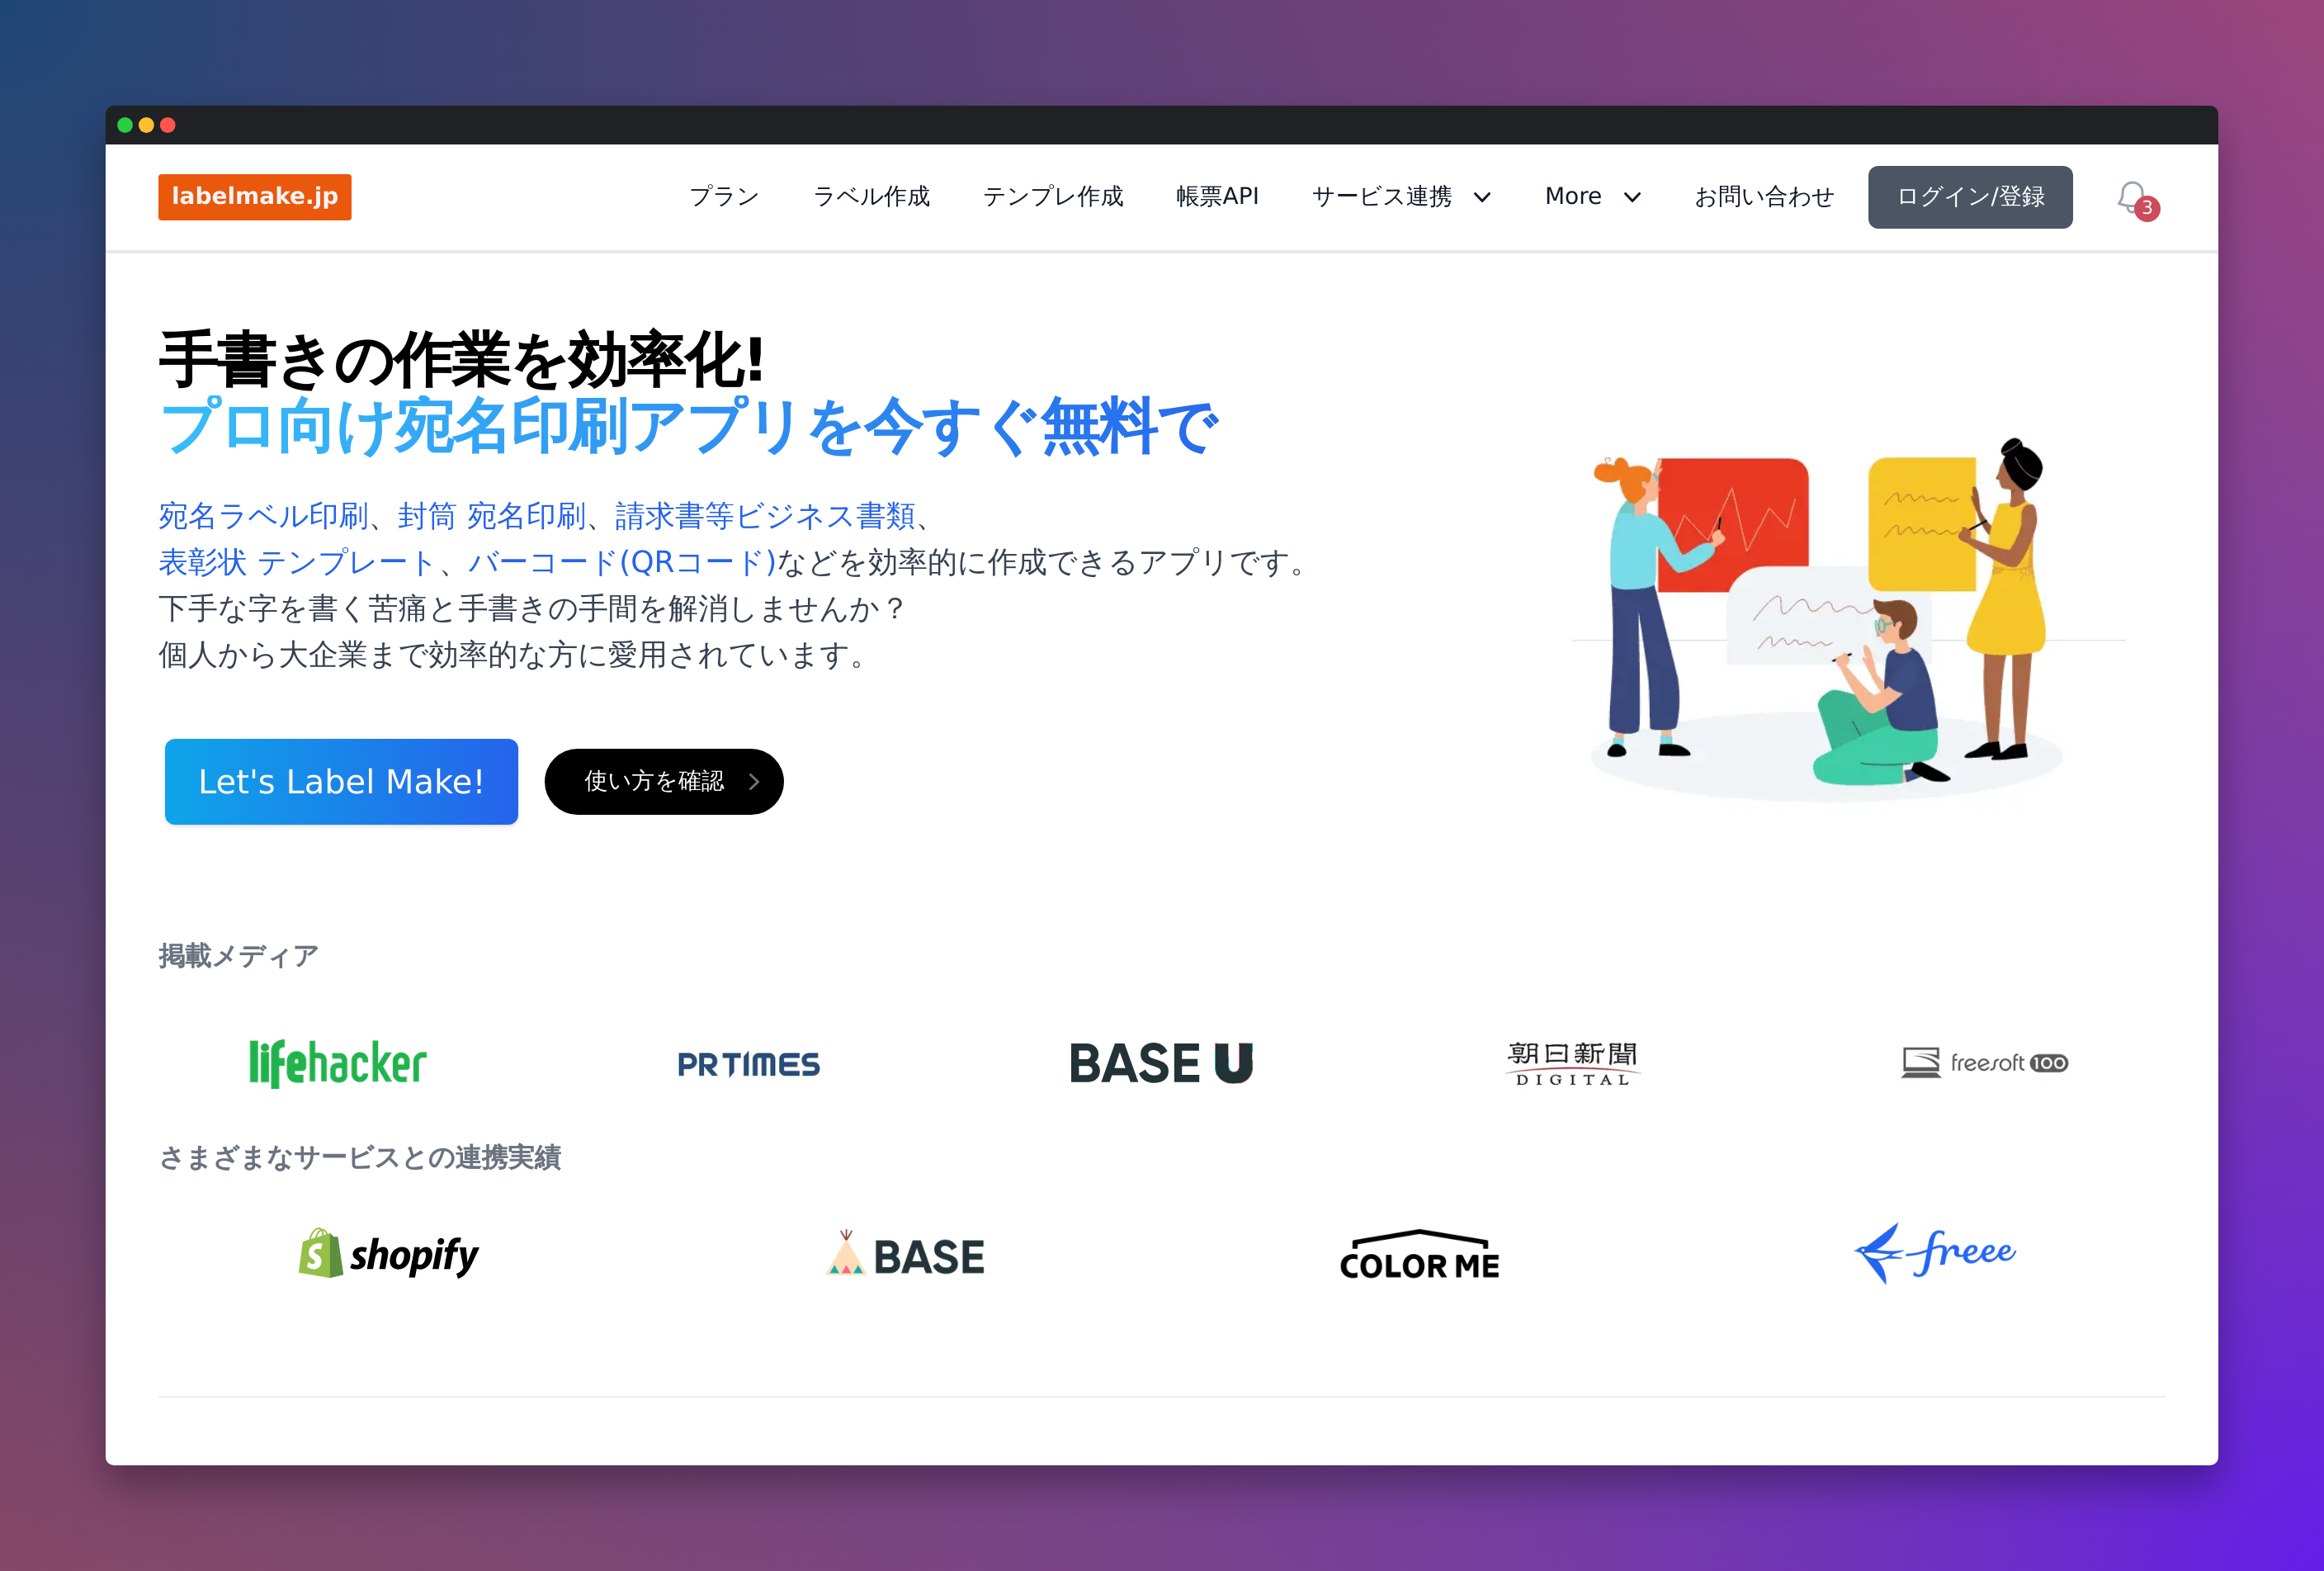 labelmake.jp
プラン ラベル作成 テンプレ作成 帳票API サービス連携 More お問い合わせ ログイン/登録 3
手書きの作業を効率化!
プロ向け宛名印刷アプリを今すぐ無料で
宛名ラベル印刷、封筒 宛名印刷、請求書等ビジネス書類、
表彰状 テンプレート、バーコード(QRコード)などを効率的に作成できるアプリです。
下手な字を書く苦痛と手書きの手間を解消しませんか？
個人から大企業まで効率的な方に愛用されています。
Let's Label Make! 使い方を確認
掲載メディア
lifehacker PR TIMES BASE U 朝日新聞 DIGITAL freesoft 100
さまざまなサービスとの連携実績
shopify BASE COLOR ME freee